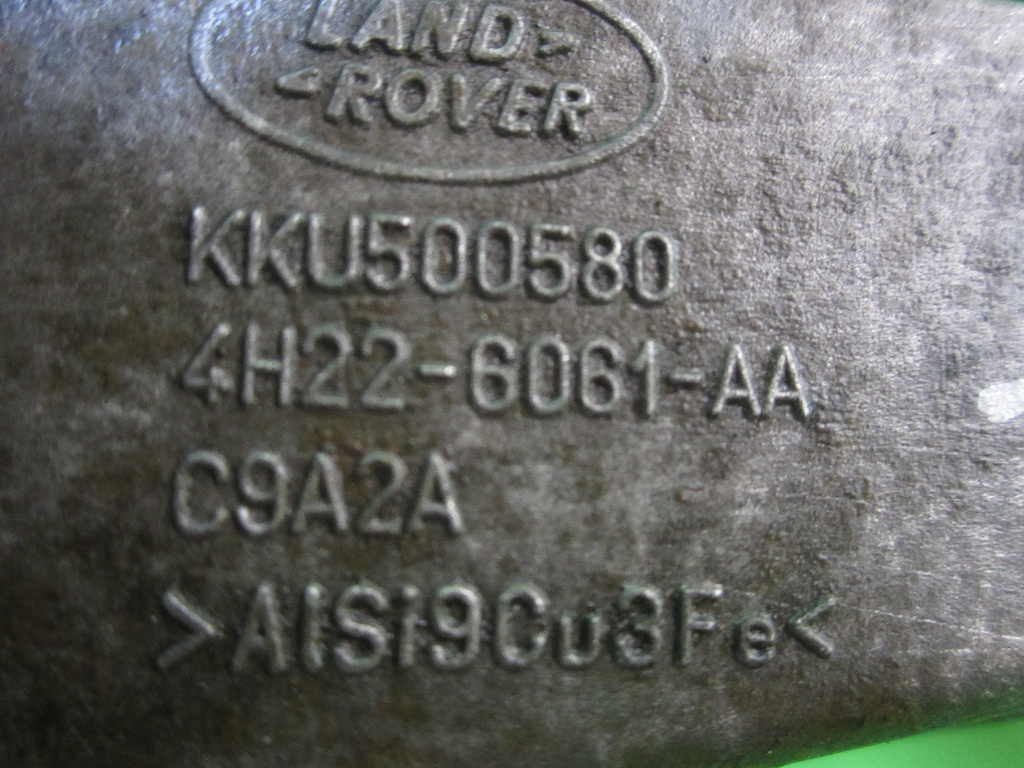 LAND
ROVER
KKU500580
4H22-6061-AA
C9A2A
>AlSi9Cu3Fe<